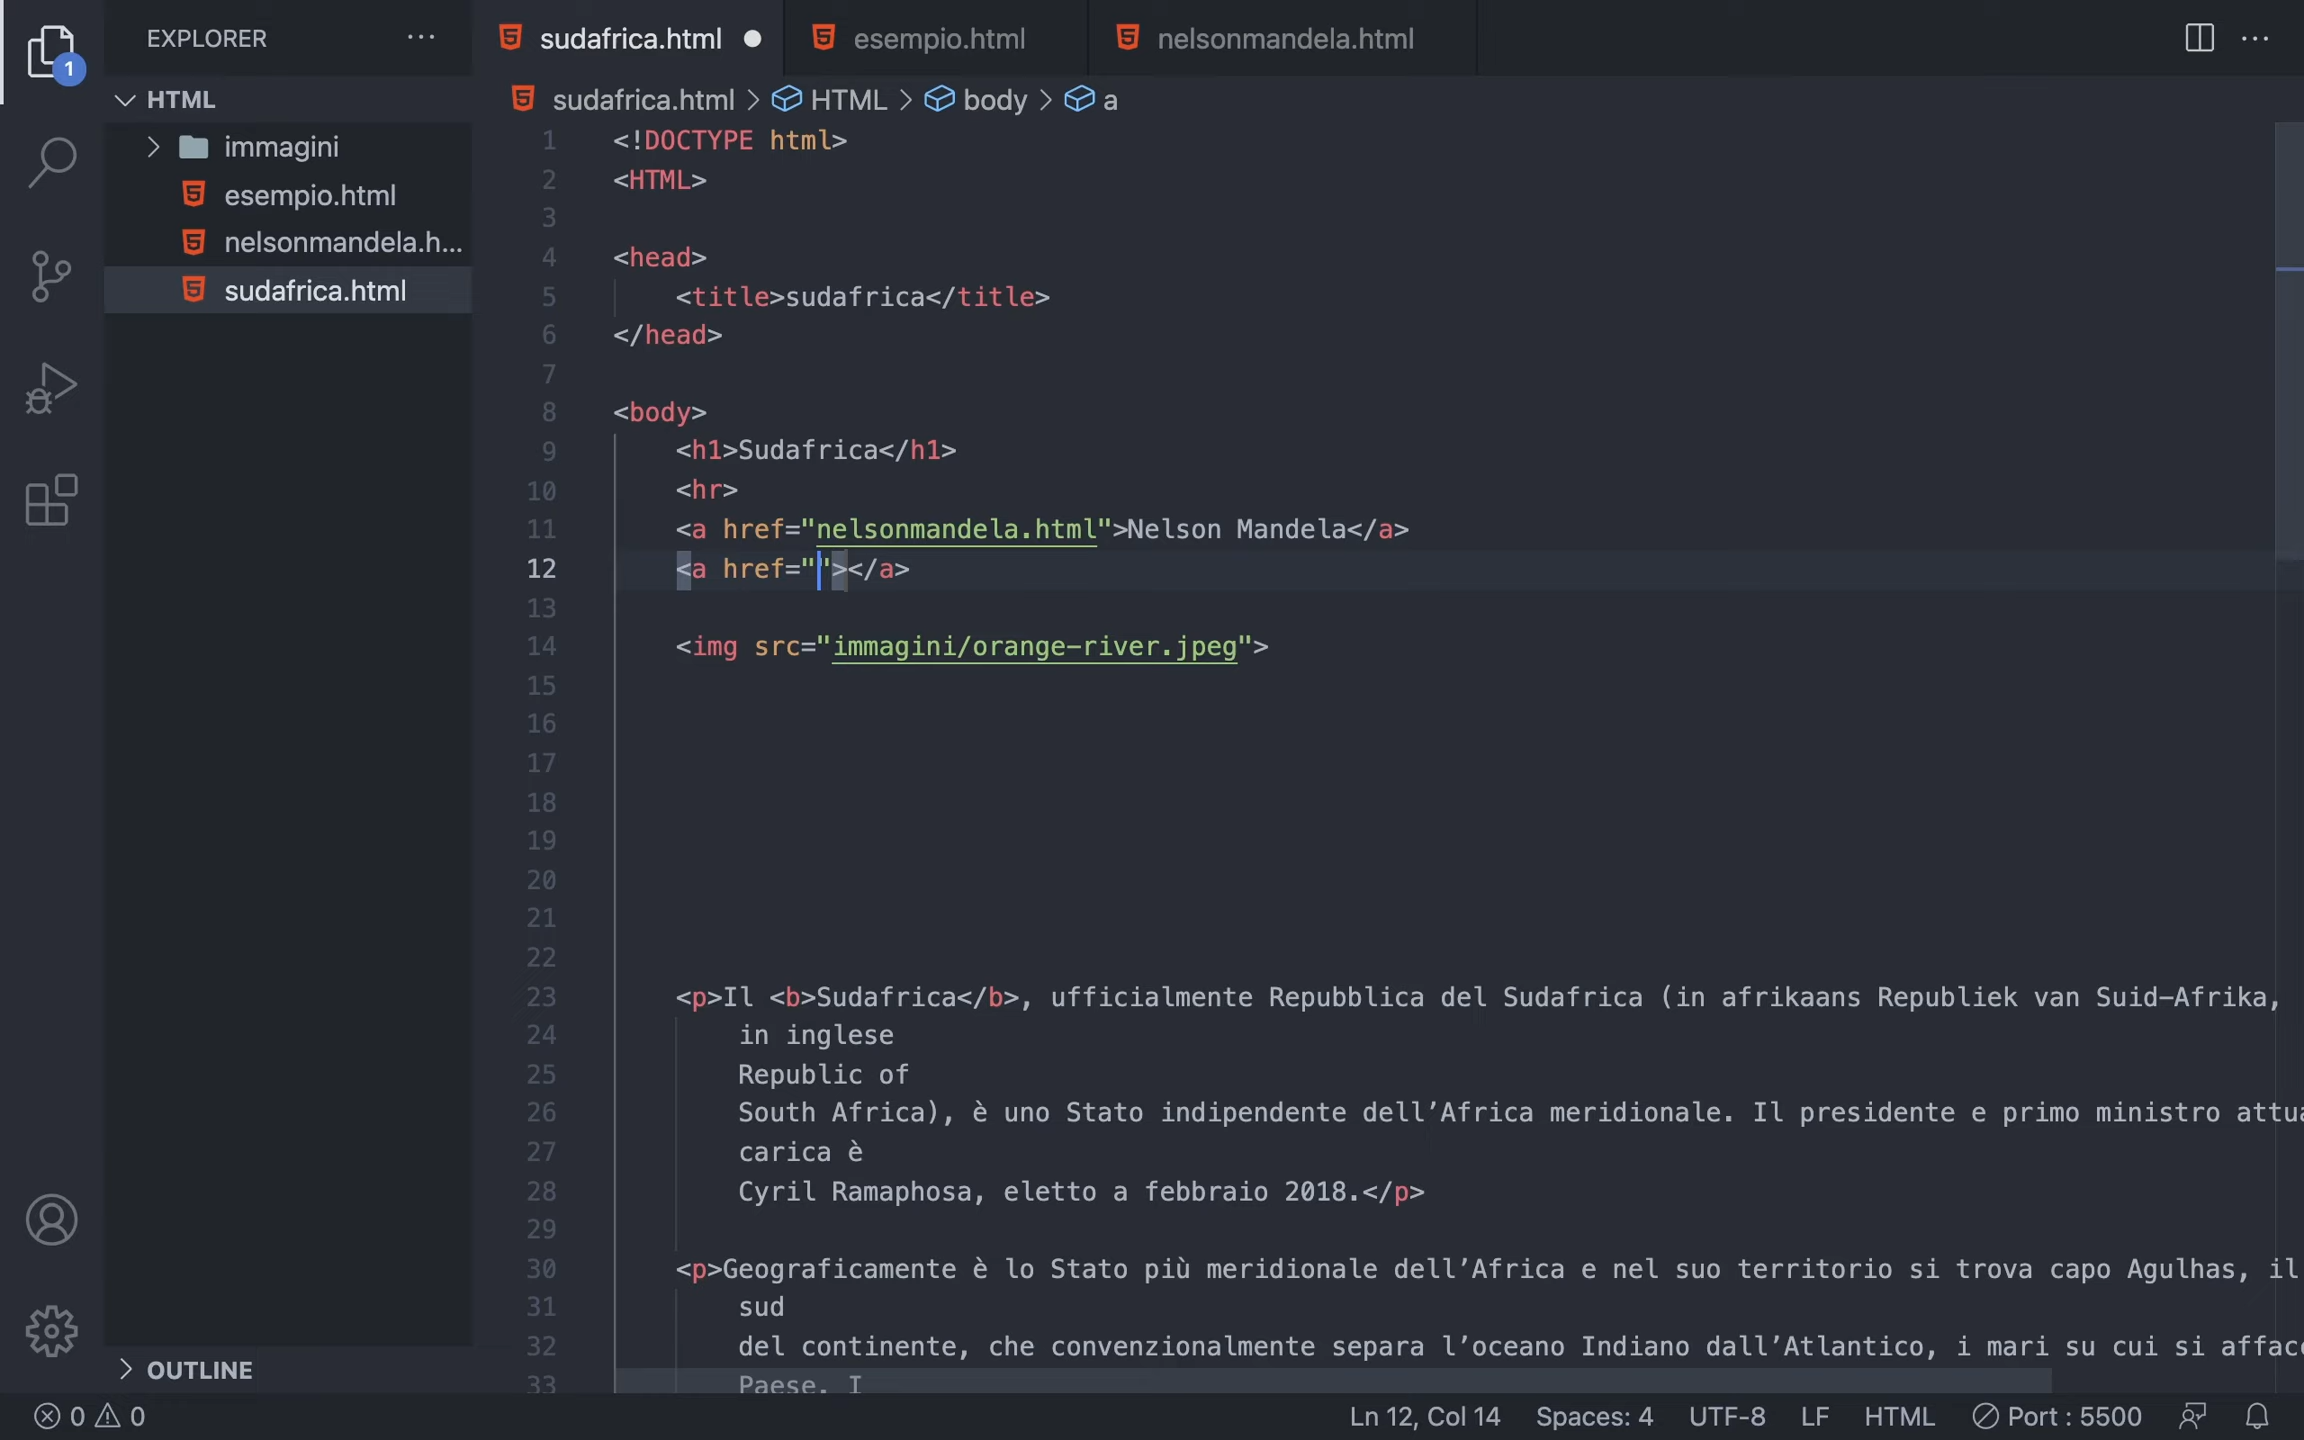 EXPLORER
1
HTML
immagini
esempio.html
nelsonmandela.h...
sudafrica.html
OUTLINE
sudafrica.html
esempio.html
nelsonmandela.html
sudafrica.html > HTML > body > a
1 <!DOCTYPE html>
2 <HTML>
3
4 <head>
5 <title>sudafrica</title>
6 </head>
7
8 <body>
9 <h1>Sudafrica</h1>
10 <hr>
11 <a href="nelsonmandela.html">Nelson Mandela</a>
12 <a href=""></a>
13
14 <img src="immagini/orange-river.jpeg">
15
16
17
18
19
20
21
22
23 <p>Il <b>Sudafrica</b>, ufficialmente Repubblica del Sudafrica (in afrikaans Republiek van Suid-Afrika,
24 in inglese
25 Republic of
26 South Africa), è uno Stato indipendente dell’Africa meridionale. Il presidente e primo ministro
27 carica è
28 Cyril Ramaphosa, eletto a febbraio 2018.</p>
29
30 <p>Geograficamente è lo Stato più meridionale dell’Africa e nel suo territorio si trova capo Agulhas, il
31 sud
32 del continente, che convenzionalmente separa l’oceano Indiano dall’Atlantico, i mari su cui si
33 Paese. I
0 0
Ln 12, Col 14 Spaces: 4 UTF-8 LF HTML Port : 5500